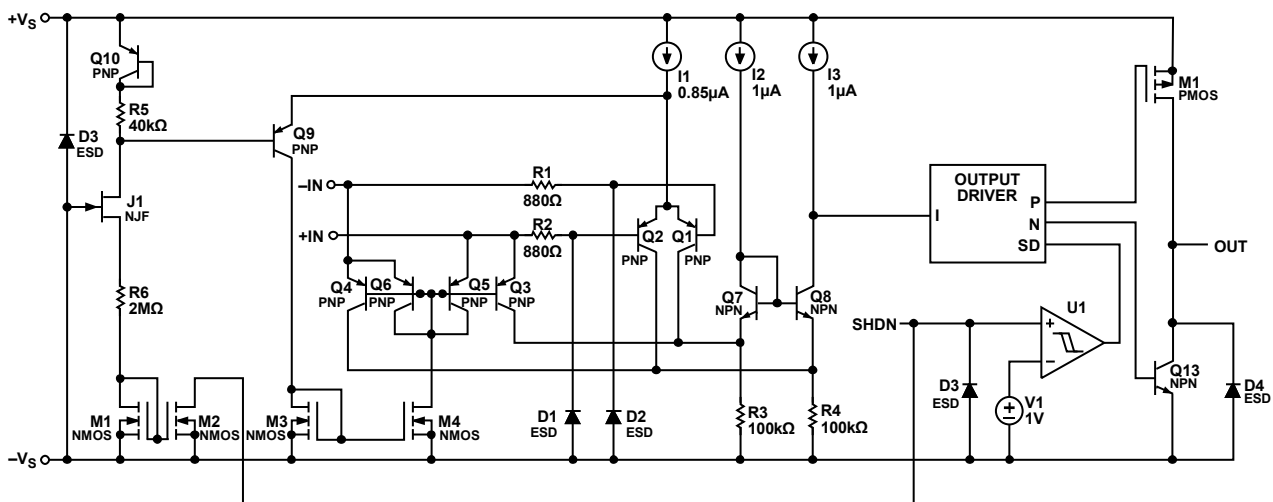 +VS
Q10
PNP
R5
40kΩ
D3
ESD
J1
NJF
R6
2MΩ
M1
NMOS
M2
NMOS
–VS
Q9
PNP
–IN
+IN
R1
880Ω
R2
880Ω
Q4
PNP
Q6
PNP
Q5
PNP
Q3
PNP
M3
NMOS
M4
NMOS
D1
ESD
D2
ESD
I1
0.85µA
I2
1µA
I3
1µA
Q2
PNP
Q1
PNP
Q7
NPN
Q8
NPN
R3
100kΩ
R4
100kΩ
OUTPUT
DRIVER
I
P
N
SD
M1
PMOS
OUT
SHDN
U1
+
–
D3
ESD
V1
1V
+
–
Q13
NPN
D4
ESD